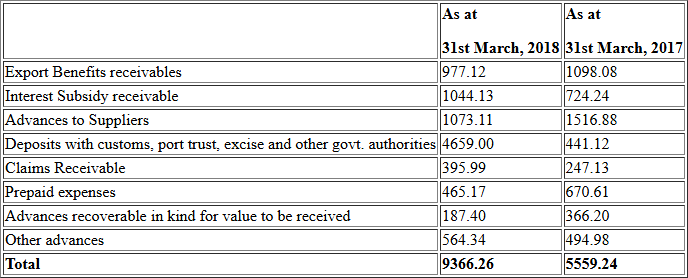 As at As at
31st March, 2018 31st March, 2017
Export Benefits receivables 977.12 1098.08
Interest Subsidy receivable 1044.13 724.24
Advances to Suppliers 1073.11 1516.88
Deposits with customs, port trust, excise and other govt. authorities 4659.00 441.12
Claims Receivable 395.99 247.13
Prepaid expenses 465.17 670.61
Advances recoverable in kind for value to be received 187.40 366.20
Other advances 564.34 494.98
Total 9366.26 5559.24